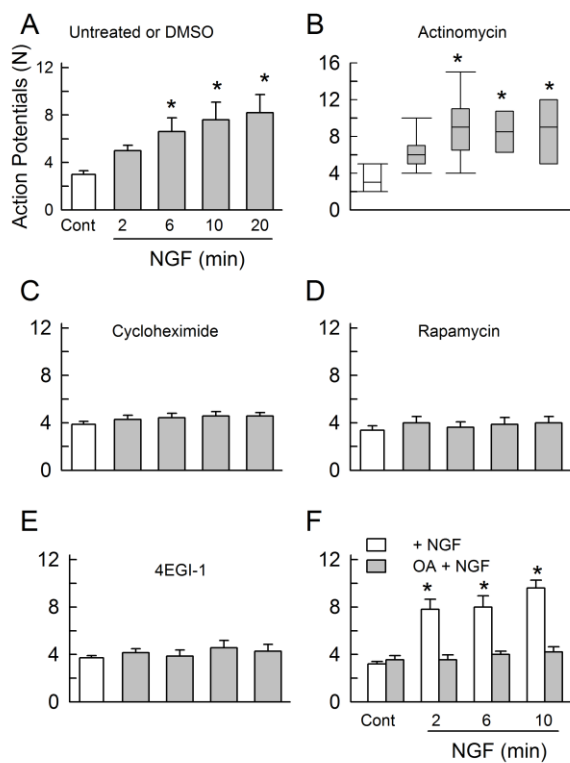 A
Untreated or DMSO
Action Potentials (N)
12
8
4
0
Cont
2
6
10
20
NGF (min)
*
*
*
B
Actinomycin
16
12
8
4
0
*
*
*
C
Cycloheximide
12
8
4
0
D
Rapamycin
12
8
4
0
E
4EGI-1
12
8
4
0
F
+ NGF
OA + NGF
12
8
4
0
*
*
*
Cont
2
6
10
NGF (min)